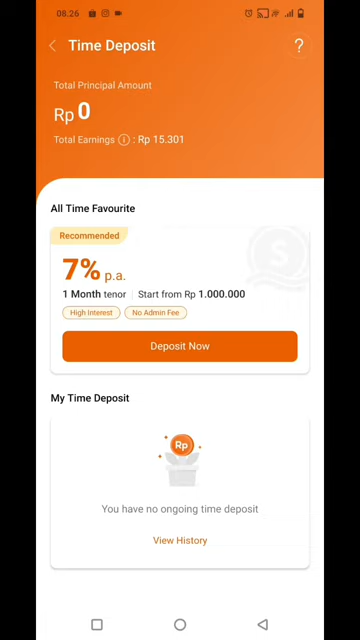 08.26
Time Deposit
?
Total Principal Amount
Rp 0
Total Earnings i : Rp 15.301
All Time Favourite
Recommended
7% p.a.
1 Month tenor | Start from Rp 1.000.000
High Interest
No Admin Fee
Deposit Now
My Time Deposit
Rp
You have no ongoing time deposit
View History